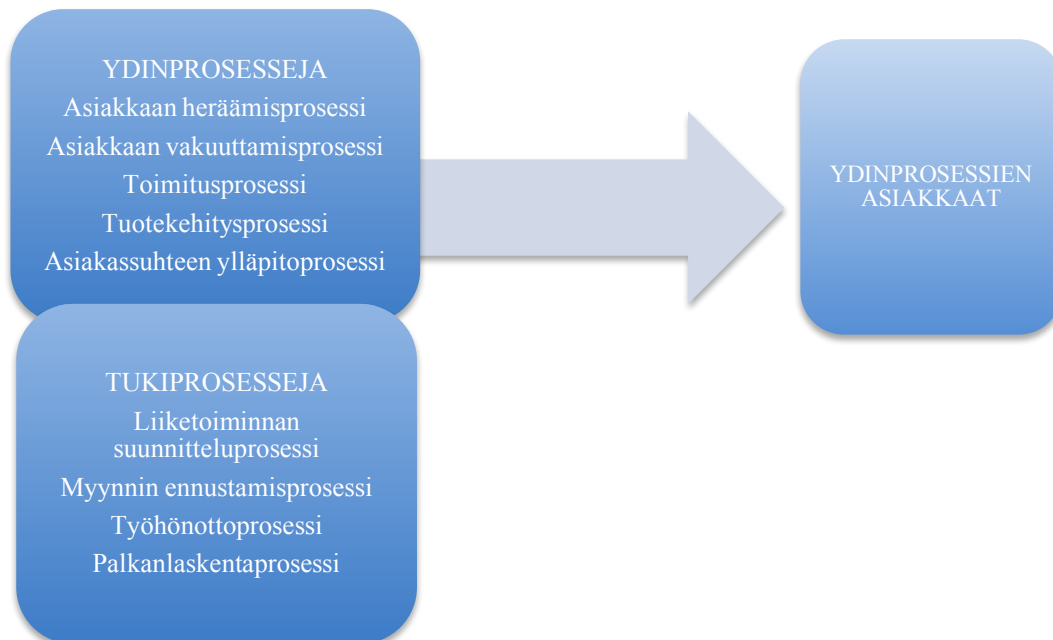 YDINPROSESSEJA
Asiakkaan heräämisprosessi
Asiakkaan vakuuttamisprosessi
Toimitusprosessi
Tuotekehitysprosessi
Asiakassuhteen ylläpitoprosessi
YDINPROSESSIEN
ASIAKKAAT
TUKIPROSESSEJA
Liiketoiminnan
suunnitteluprosessi
Myynnin ennustamisprosessi
Työhönottoprosessi
Palkanlaskentaprosessi